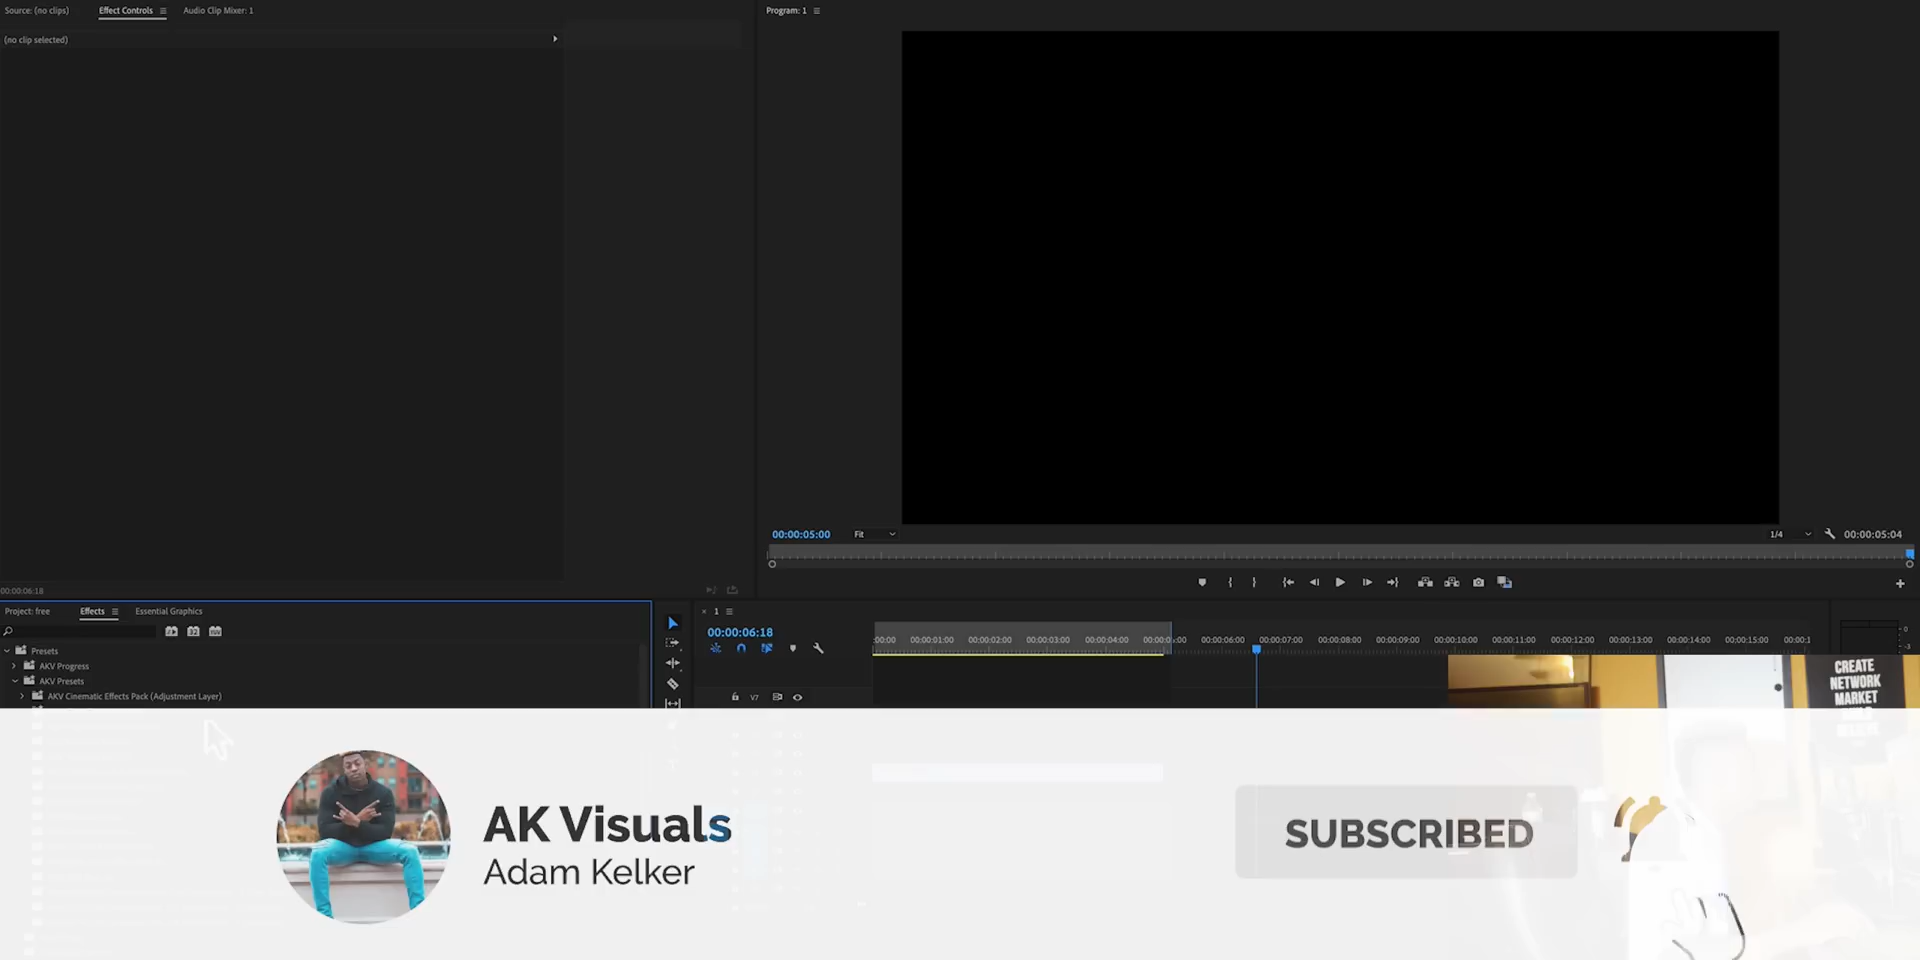 Source: (no clips)
Effect Controls
Audio Clip Mixer: 1
Program: 1
(no clip selected)
00:00:05:00
Fit
1/4
00:00:05:04
00:00:06:18
Project: free
Effects
Essential Graphics
Presets
AKV Progress
AKV Presets
AKV Cinematic Effects Pack (Adjustment Layer)
1
00:00:06:18
:00:00 00:00:01:00 00:00:02:00 00:00:03:00 00:00:04:00 00:00:06:00 00:00:07:00 00:00:08:00 00:00:09:00 00:00:10:00 00:00:11:00 00:00:12:00 00:00:13:00 00:00:14:00 00:00:15:00
V7
0
-3
CREATE
NETWORK
MARKET
AK Visuals
Adam Kelker
SUBSCRIBED